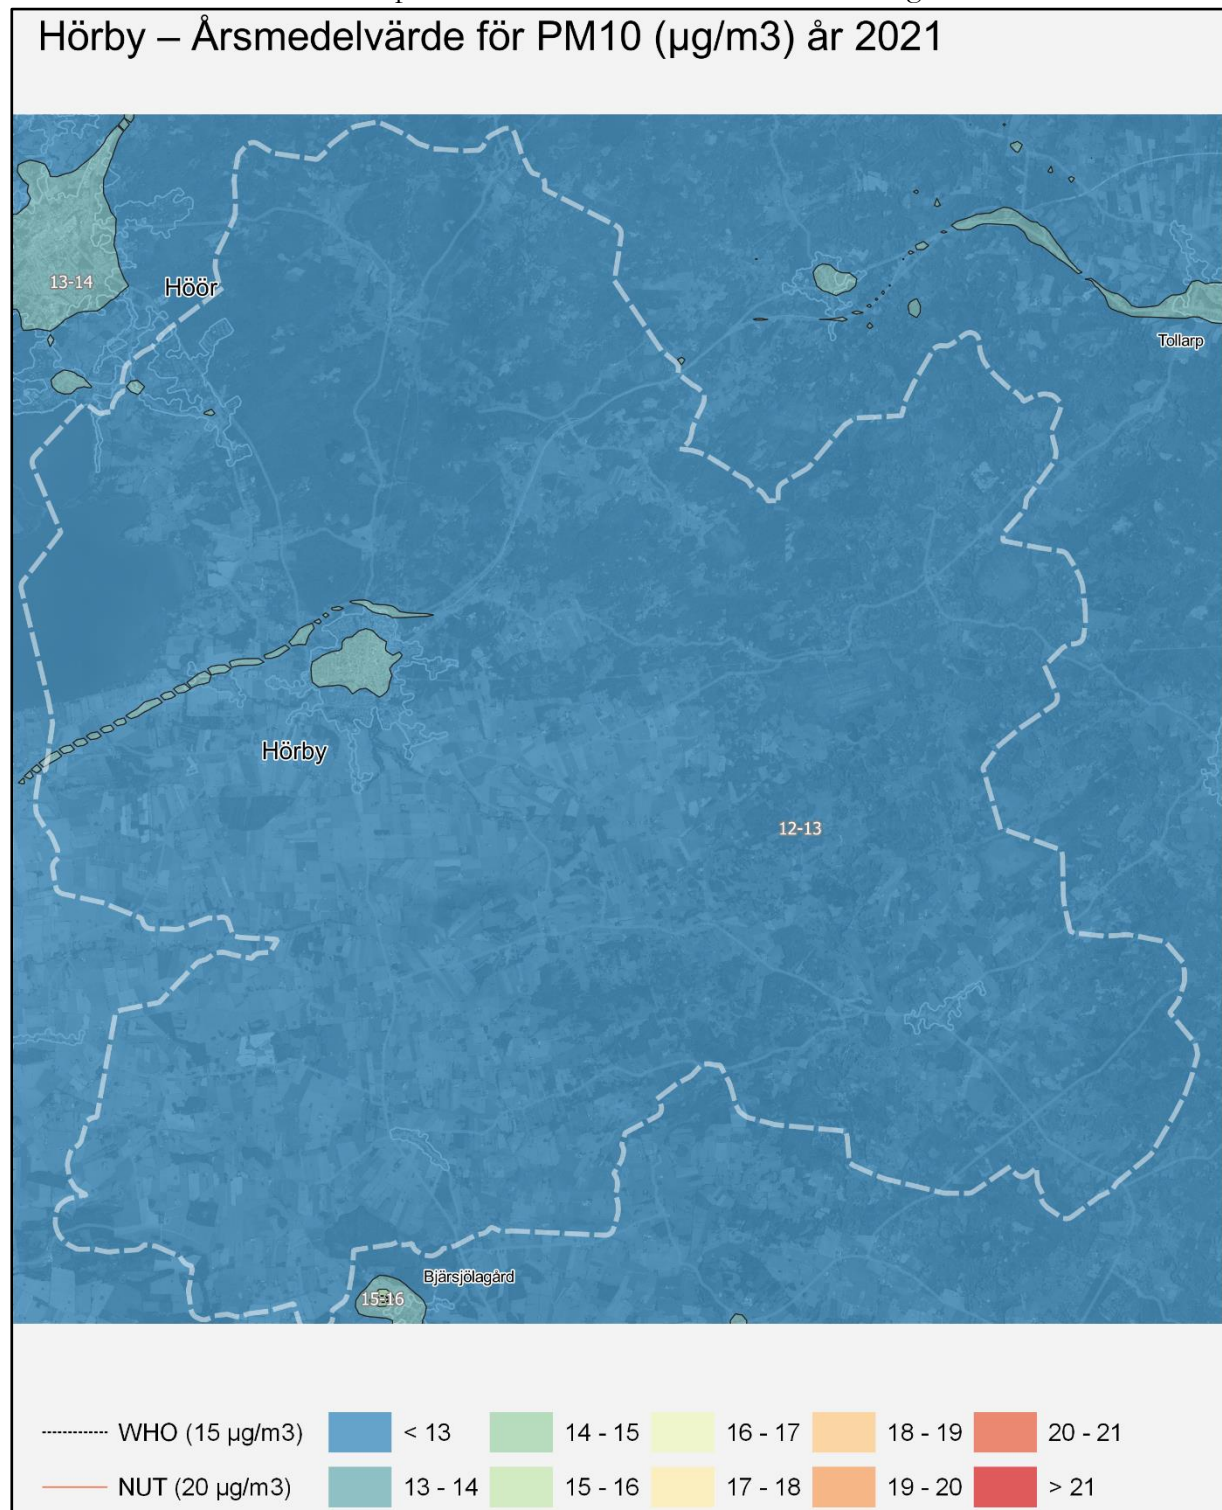 Hörby – Årsmedelvärde för PM10 (µg/m3) år 2021
13-14
Höör
Tollarp
Hörby
12-13
Bjärsjölagård
15-16
WHO (15 µg/m3)
< 13
14 - 15
16 - 17
18 - 19
20 - 21
NUT (20 µg/m3)
13 - 14
15 - 16
17 - 18
19 - 20
> 21